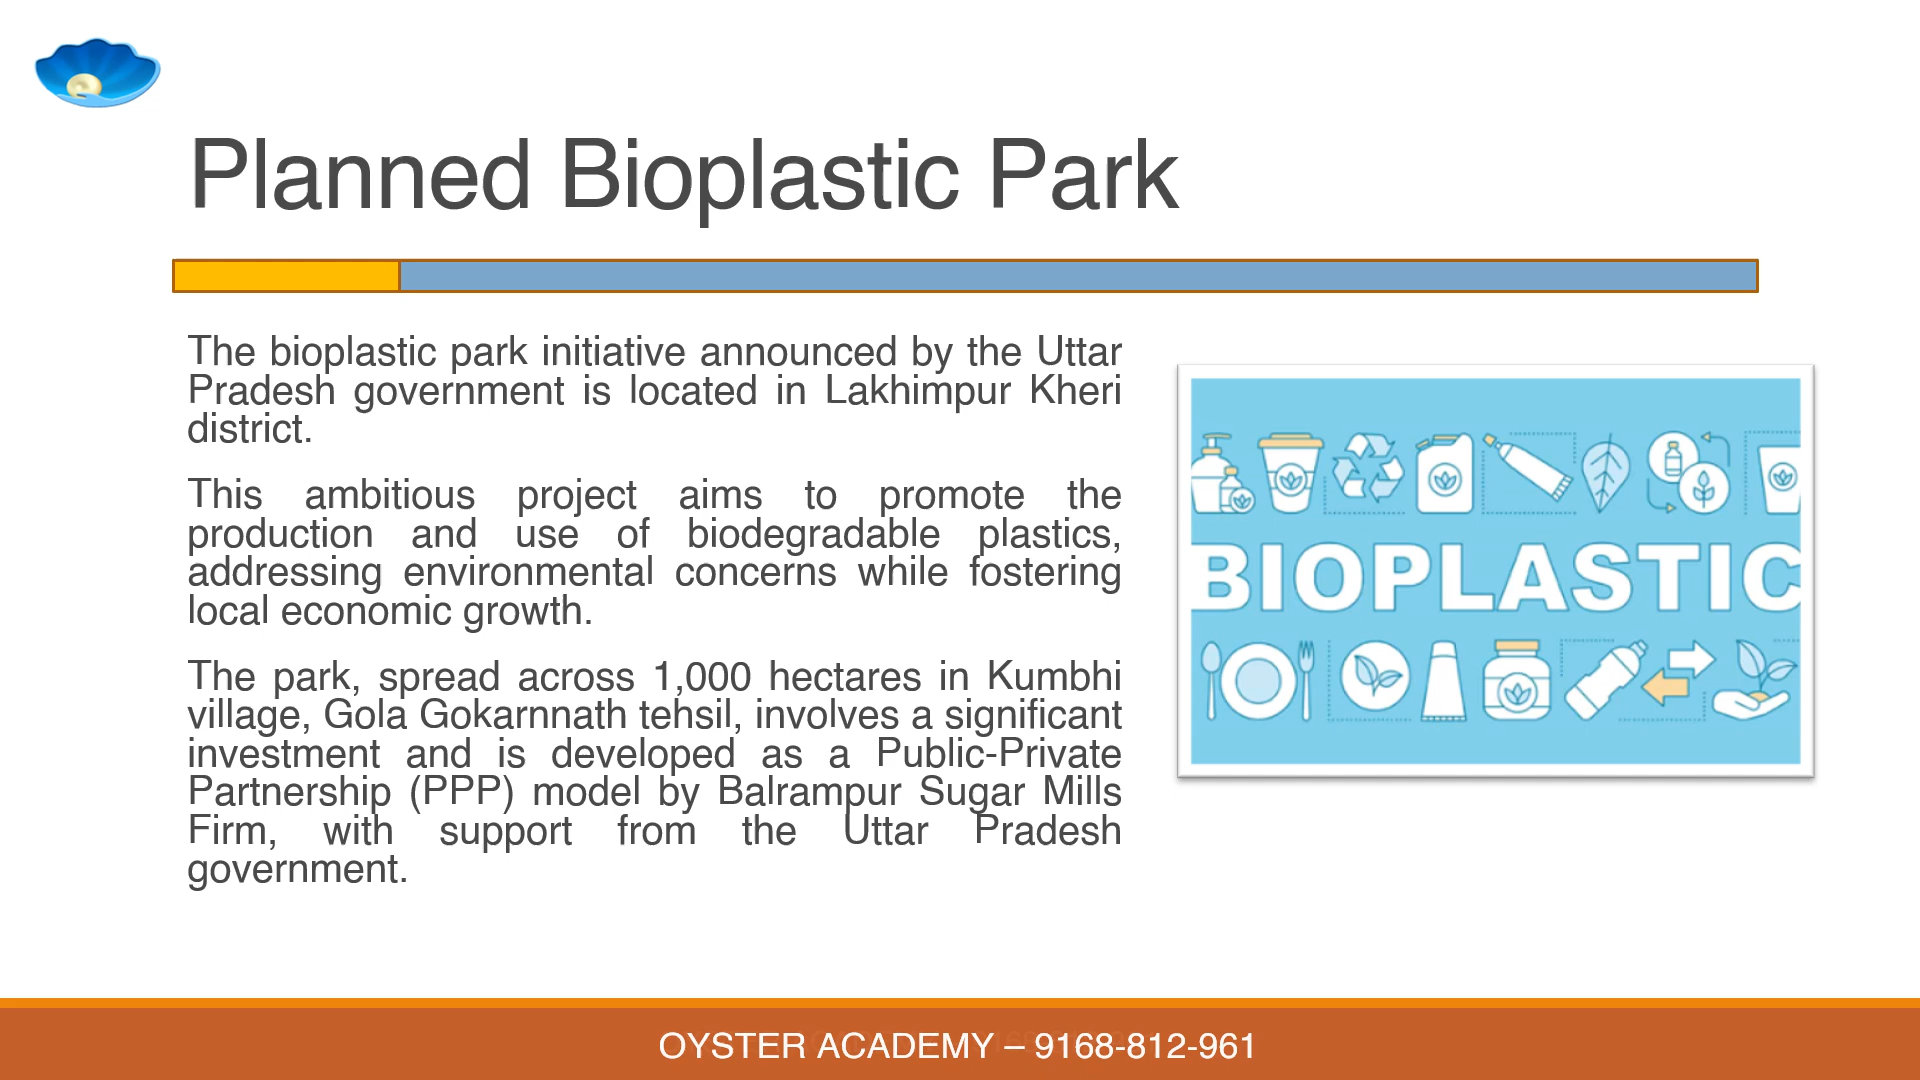 Planned Bioplastic Park
The bioplastic park initiative announced by the Uttar
Pradesh government is located in Lakhimpur Kheri
district.
This ambitious project aims to promote the
production and use of biodegradable plastics,
addressing environmental concerns while fostering
local economic growth.
The park, spread across 1,000 hectares in Kumbhi
village, Gola Gokarnnath tehsil, involves a significant
investment and is developed as a Public-Private
Partnership (PPP) model by Balrampur Sugar Mills
Firm, with support from the Uttar Pradesh
government.
BIOPLASTIC
OYSTER ACADEMY – 9168-812-961